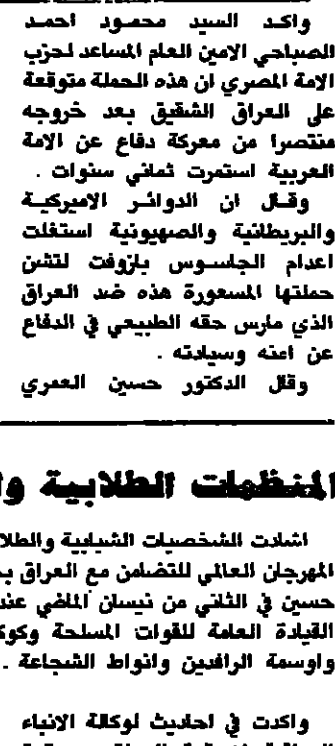 واكد السيد محمود احمد
الصباحي الامين العام المساعد لحزب
الامة المصري ان هذه الحملة متوقعة
على العراق الشقيق بعد خروجه
منتصرا من معركة دفاع عن الامة
العربية استمرت ثماني سنوات .
وقال ان الدوائر الاميركية
والبريطانية والصهيونية استغلت
اعدام الجاسوس بازوفت لتشن
حملتها المسعورة هذه ضد العراق
الذي مارس حقه الطبيعي في الدفاع
عن امنه وسيادته .
وقال الدكتور حسين العمري
المنظمات الطلابية وا
اشادت الشخصيات الشبابية والطلا
المهرجان العالمي للتضامن مع العراق بـ
حسين في الثاني من نيسان الماضي عند
القيادة العامة للقوات المسلحة وكوكـ
واوسمة الرافدين وانواط الشجاعة .
واكدت في احاديث لوكالة الانباء